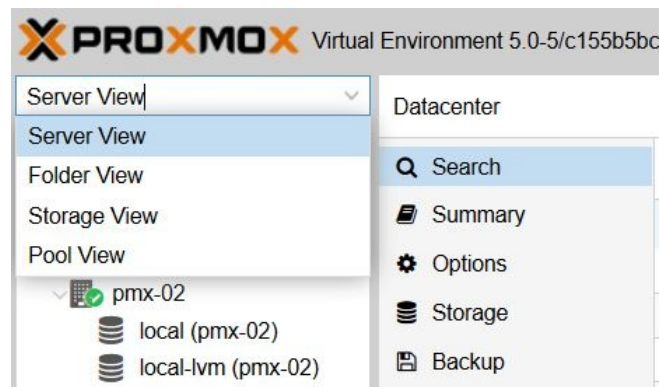 PROXMOX Virtual Environment 5.0-5/c155b5bc
Server View
Server View
Folder View
Storage View
Pool View
pmx-02
local (pmx-02)
local-lvm (pmx-02)
Datacenter
Search
Summary
Options
Storage
Backup